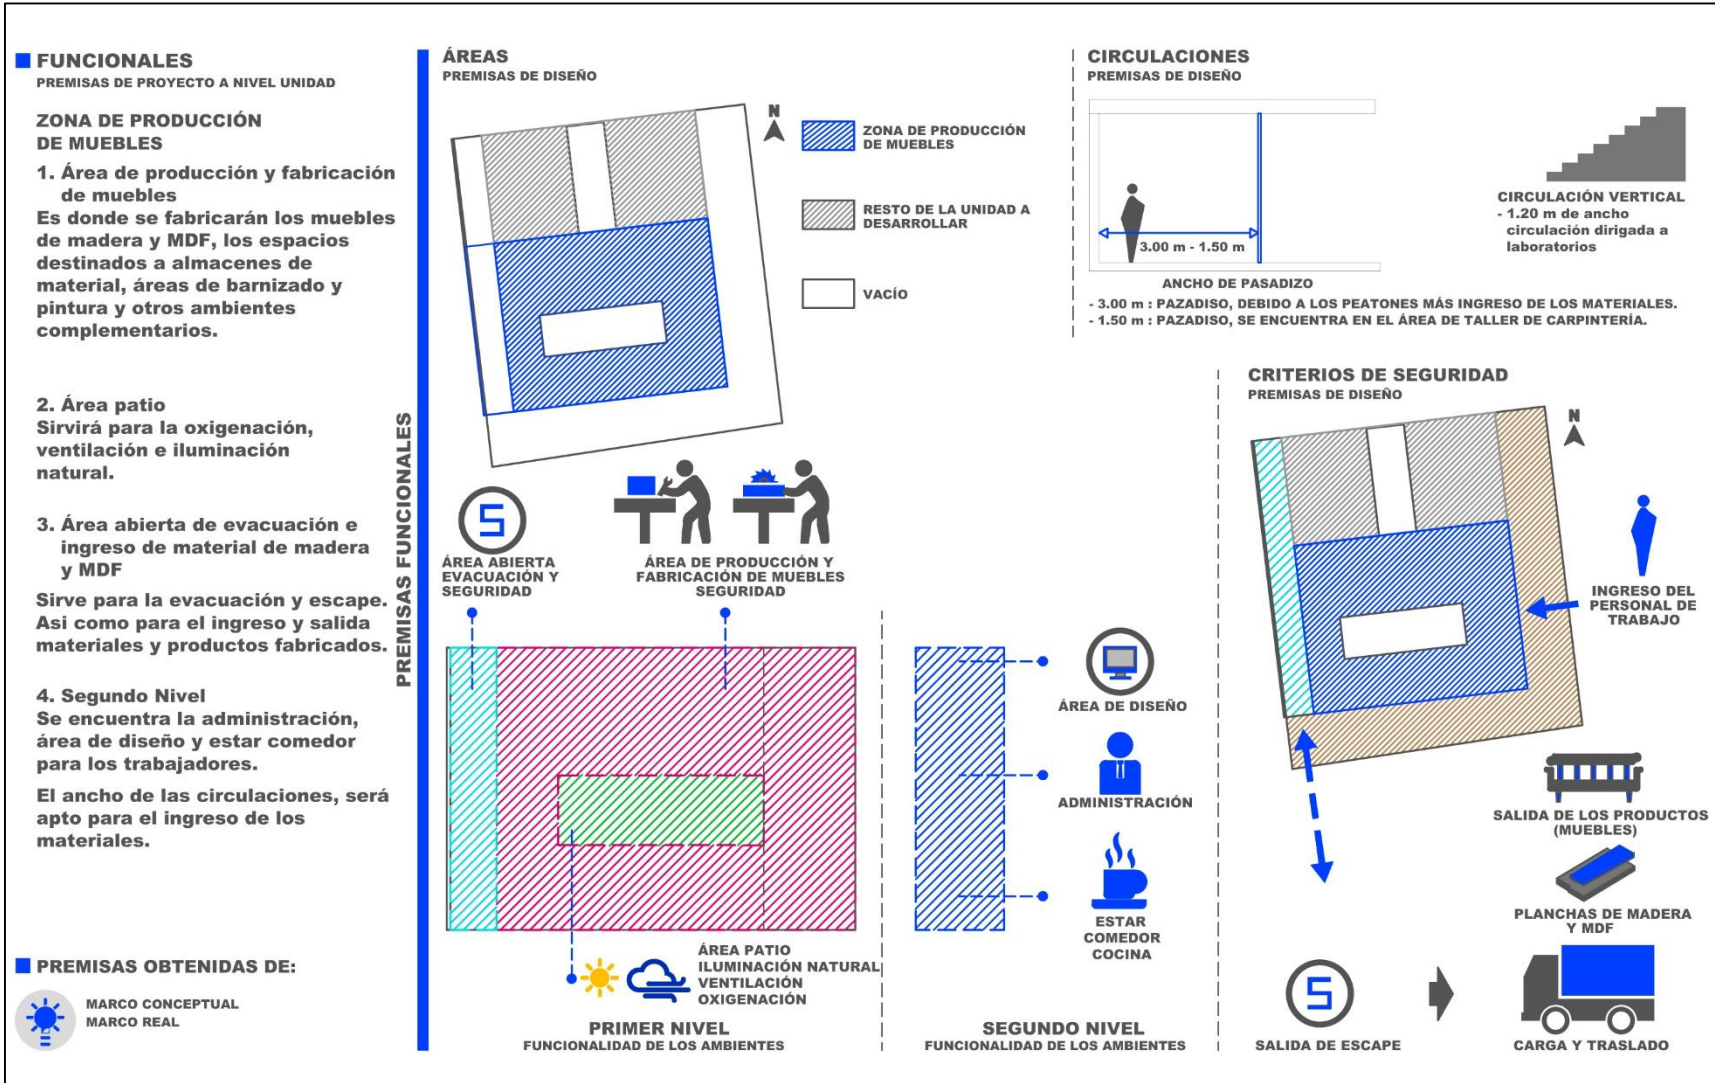 FUNCIONALES
PREMISAS DE PROYECTO A NIVEL UNIDAD
ZONA DE PRODUCCIÓN
DE MUEBLES
1. Área de producción y fabricación
de muebles
Es donde se fabricarán los muebles
de madera y MDF, los espacios
destinados a almacenes de
material, áreas de barnizado y
pintura y otros ambientes
complementarios.
2. Área patio
Sirvirá para la oxigenación,
ventilación e iluminación
natural.
3. Área abierta de evacuación e
ingreso de material de madera
y MDF
Sirve para la evacuación y escape.
Asi como para el ingreso y salida
materiales y productos fabricados.
4. Segundo Nivel
Se encuentra la administración,
área de diseño y estar comedor
para los trabajadores.
El ancho de las circulaciones, será
apto para el ingreso de los
materiales.
PREMISAS OBTENIDAS DE:
MARCO CONCEPTUAL
MARCO REAL
PREMISAS FUNCIONALES
ÁREAS
PREMISAS DE DISEÑO
N
ZONA DE PRODUCCIÓN
DE MUEBLES
RESTO DE LA UNIDAD A
DESARROLLAR
VACÍO
S
ÁREA ABIERTA
EVACUACIÓN Y
SEGURIDAD
ÁREA DE PRODUCCIÓN Y
FABRICACIÓN DE MUEBLES
SEGURIDAD
ÁREA PATIO
ILUMINACIÓN NATURAL
VENTILACIÓN
OXIGENACIÓN
PRIMER NIVEL
FUNCIONALIDAD DE LOS AMBIENTES
ÁREA DE DISEÑO
ADMINISTRACIÓN
ESTAR
COMEDOR
COCINA
SEGUNDO NIVEL
FUNCIONALIDAD DE LOS AMBIENTES
CIRCULACIONES
PREMISAS DE DISEÑO
3.00 m - 1.50 m
ANCHO DE PASADIZO
- 3.00 m : PAZADISO, DEBIDO A LOS PEATONES MÁS INGRESO DE LOS MATERIALES.
- 1.50 m : PAZADISO, SE ENCUENTRA EN EL ÁREA DE TALLER DE CARPINTERÍA.
CIRCULACIÓN VERTICAL
- 1.20 m de ancho
circulación dirigada a
laboratorios
CRITERIOS DE SEGURIDAD
PREMISAS DE DISEÑO
N
INGRESO DEL
PERSONAL DE
TRABAJO
SALIDA DE LOS PRODUCTOS
(MUEBLES)
PLANCHAS DE MADERA
Y MDF
S
SALIDA DE ESCAPE
CARGA Y TRASLADO